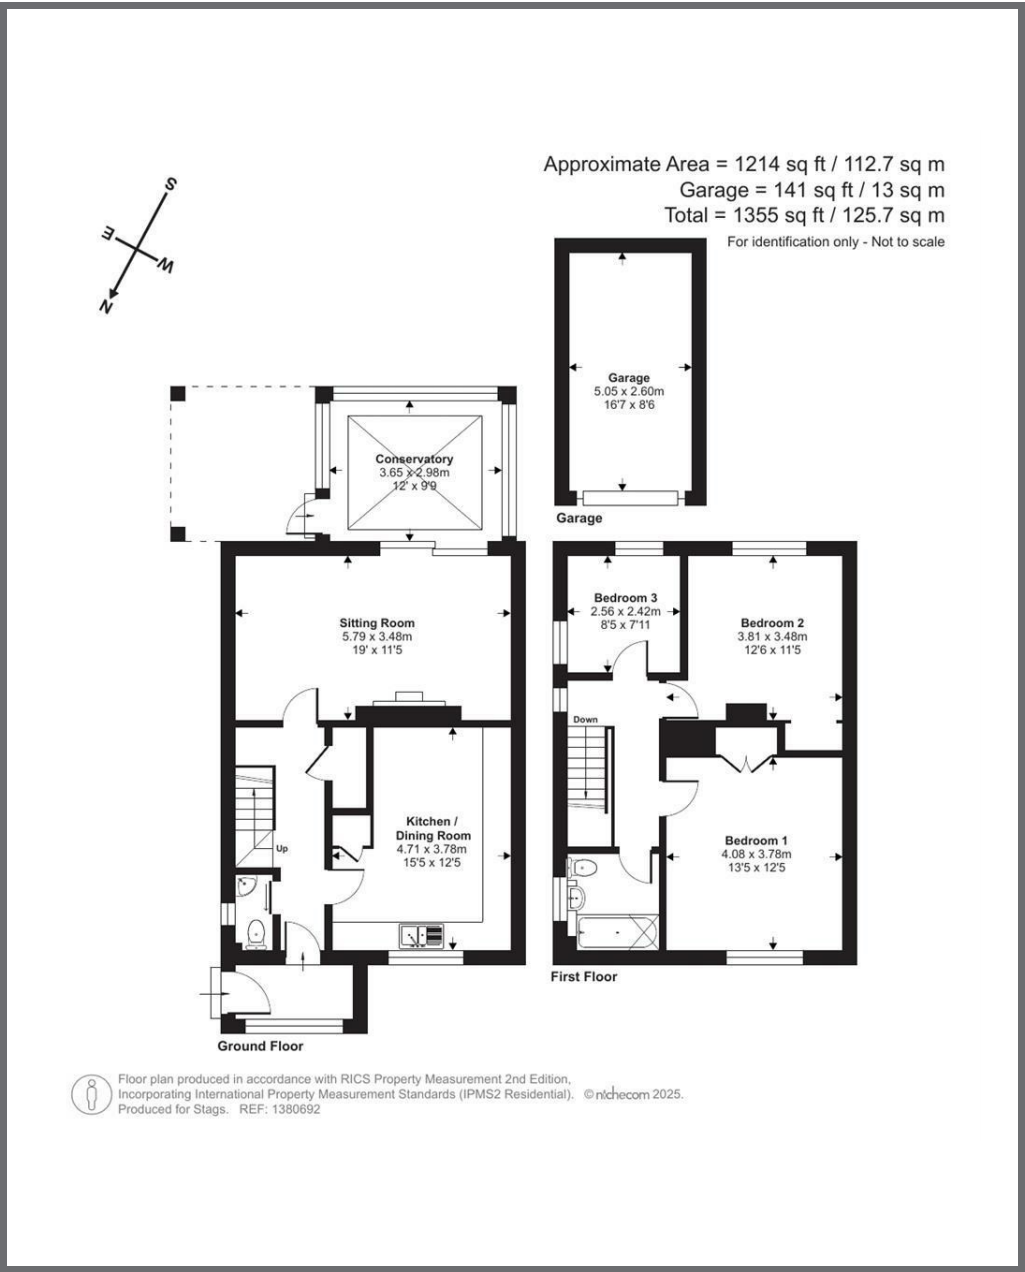 Approximate Area = 1214 sq ft / 112.7 sq m
Garage = 141 sq ft / 13 sq m
Total = 1355 sq ft / 125.7 sq m
For identification only - Not to scale
S
E
W
N
Garage
5.05 x 2.60m
16'7 x 8'6
Garage
Conservatory
3.65 x 2.98m
12' x 9'9
Sitting Room
5.79 x 3.48m
19' x 11'5
Up
Kitchen /
Dining Room
4.71 x 3.78m
15'5 x 12'5
Ground Floor
Bedroom 3
2.56 x 2.42m
8'5 x 7'11
Bedroom 2
3.81 x 3.48m
12'6 x 11'5
Down
Bedroom 1
4.08 x 3.78m
13'5 x 12'5
First Floor
Floor plan produced in accordance with RICS Property Measurement 2nd Edition,
Incorporating International Property Measurement Standards (IPMS2 Residential). © nichecom 2025.
Produced for Stags. REF: 1380692